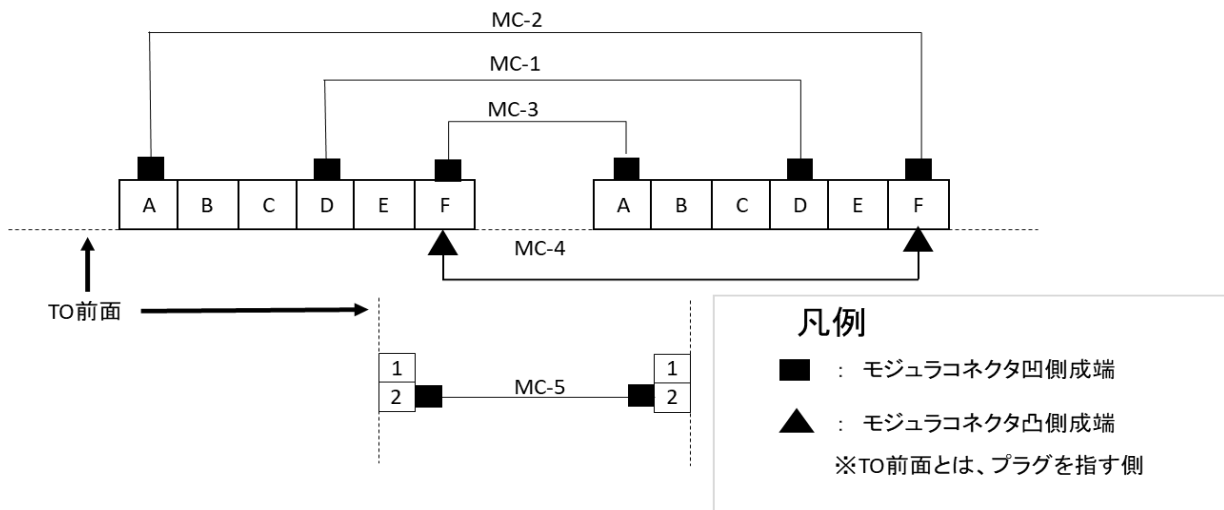 MC-2
MC-1
MC-3
A B C D E F
A B C D E F
MC-4
TO前面
1
2
MC-5
1
2
凡例
■ : モジュラコネクタ凹側成端
▲ : モジュラコネクタ凸側成端
※TO前面とは、プラグを指す側